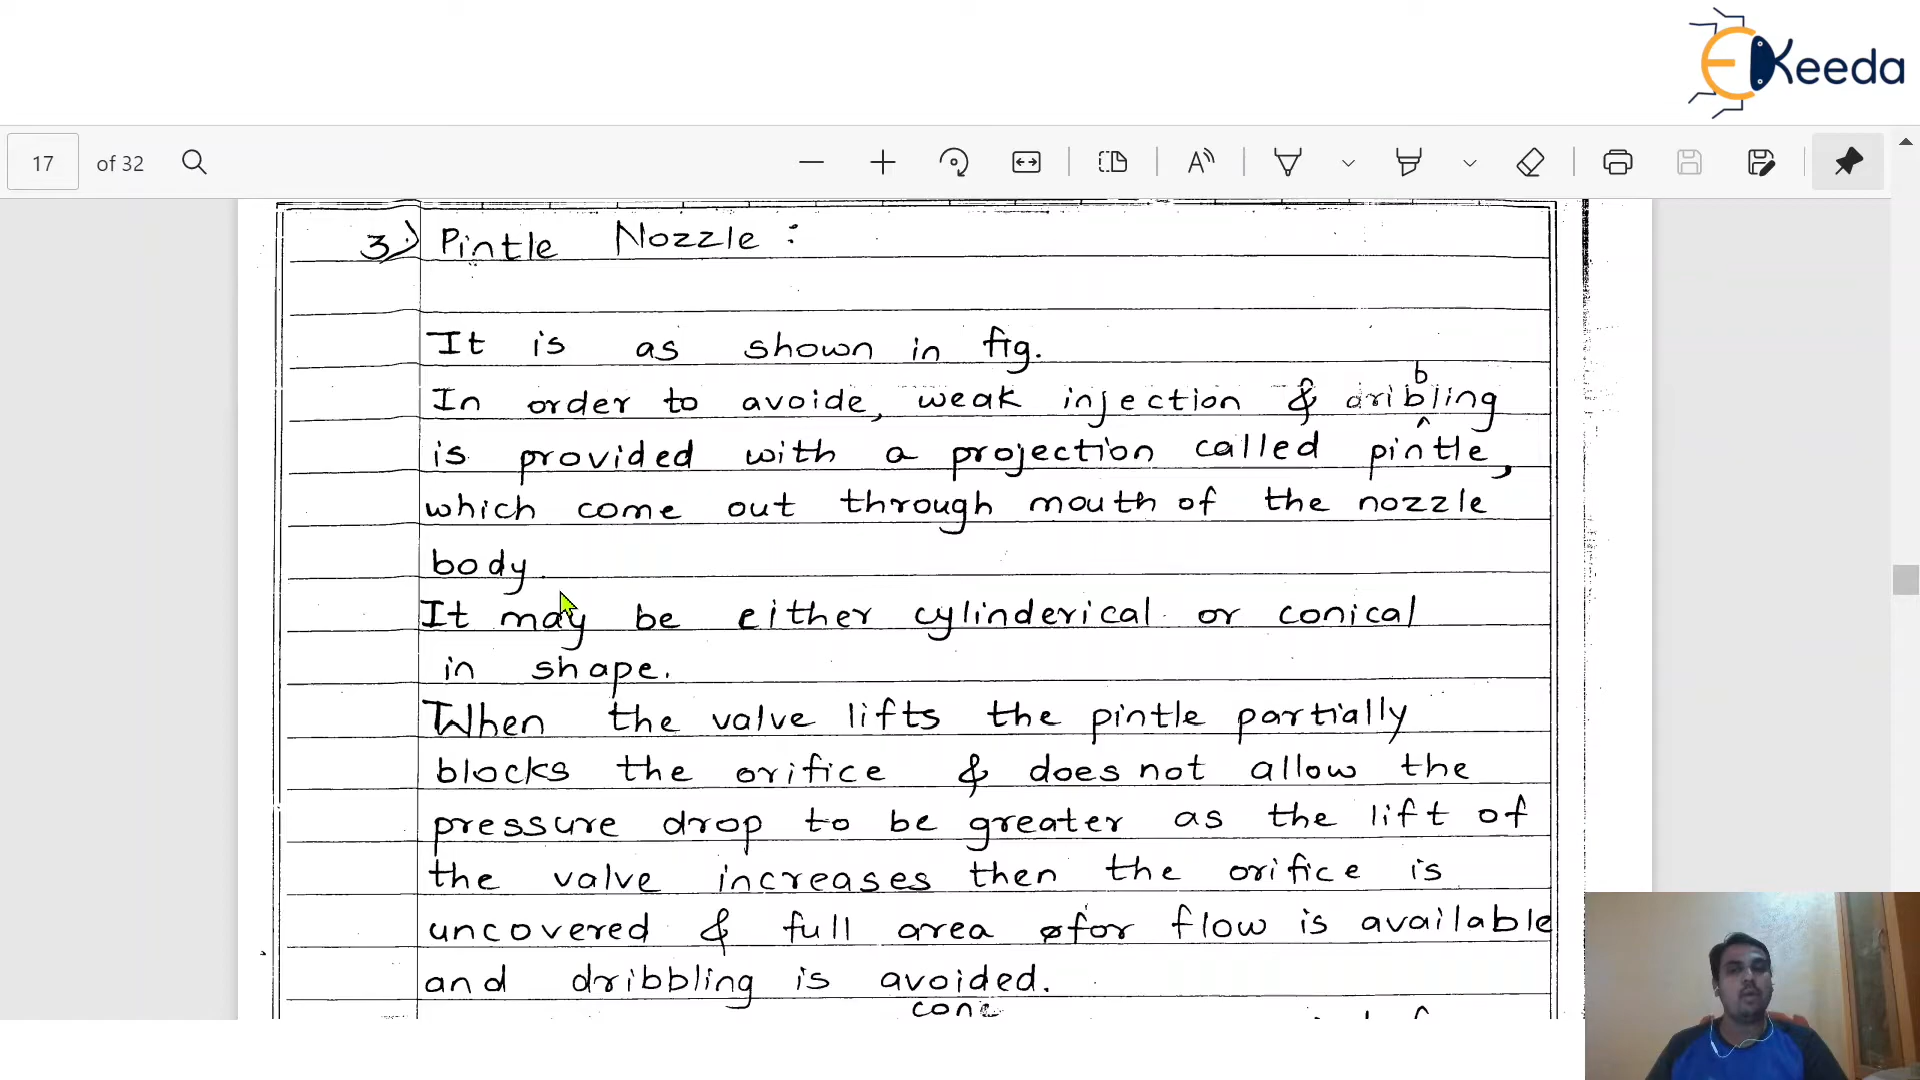 EKeeda
17 of 32
3) Pintle Nozzle :
It is as shown in fig.
In order to avoide, weak injection & dribbling
is provided with a projection called pintle,
which come out through mouth of the nozzle
body.
It may be either cylinderical or conical
in shape.
When the valve lifts the pintle partially
blocks the orifice & does not allow the
pressure drop to be greater as the lift of
the valve increases then the orifice is
uncovered & full area for flow is available
and dribbling is avoided.